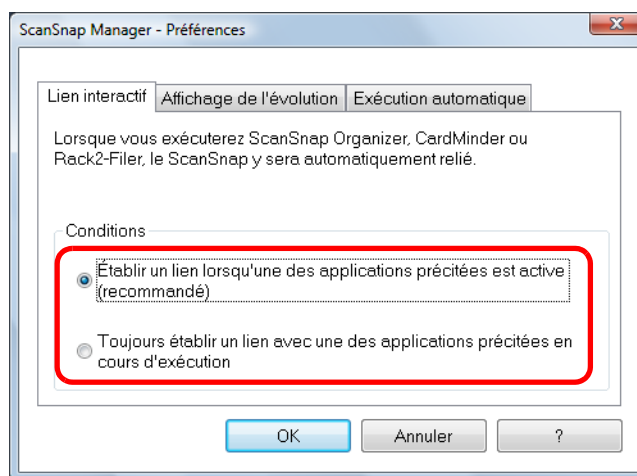 ScanSnap Manager - Préférences
Lien interactif Affichage de l'évolution Exécution automatique
Lorsque vous exécuterez ScanSnap Organizer, CardMinder ou
Rack2-Filer, le ScanSnap y sera automatiquement relié.
Conditions
Établir un lien lorsqu'une des applications précitées est active
(recommandé)
Toujours établir un lien avec une des applications précitées en
cours d'exécution
OK Annuler ?